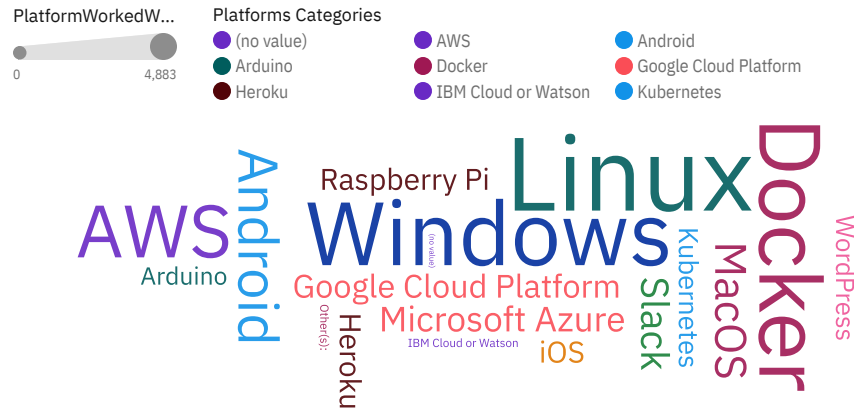 PlatformWorkedW...
0
4,883
Platforms Categories
(no value)
AWS
Android
Arduino
Docker
Google Cloud Platform
Heroku
IBM Cloud or Watson
Kubernetes
Linux
Docker
Android
Raspberry Pi
AWS
Windows
(no value)
WordPress
Kubernetes
MacOS
Arduino
Google Cloud Platform
Slack
Other(s):
Heroku
Microsoft Azure
IBM Cloud or Watson
iOS